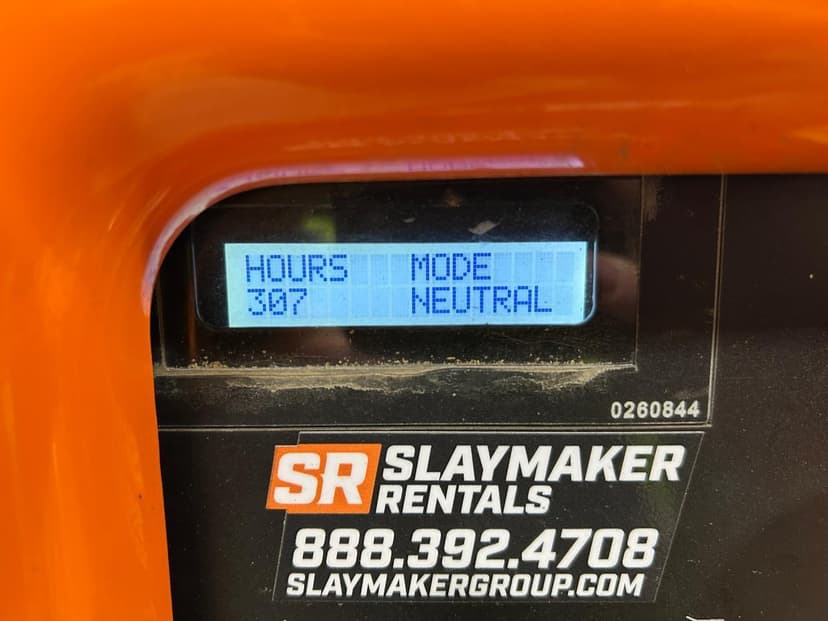 HOURS MODE
307 NEUTRAL
0260844
SR SLAYMAKER
RENTALS
888.392.4708
SLAYMAKERGROUP.COM